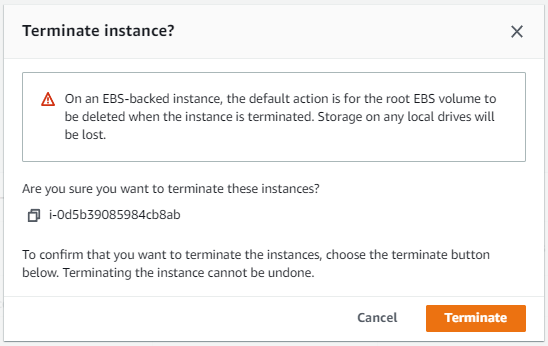 Terminate instance?
On an EBS-backed instance, the default action is for the root EBS volume to
be deleted when the instance is terminated. Storage on any local drives will
be lost.
Are you sure you want to terminate these instances?
i-0d5b39085984cb8ab
To confirm that you want to terminate the instances, choose the terminate button
below. Terminating the instance cannot be undone.
Cancel
Terminate